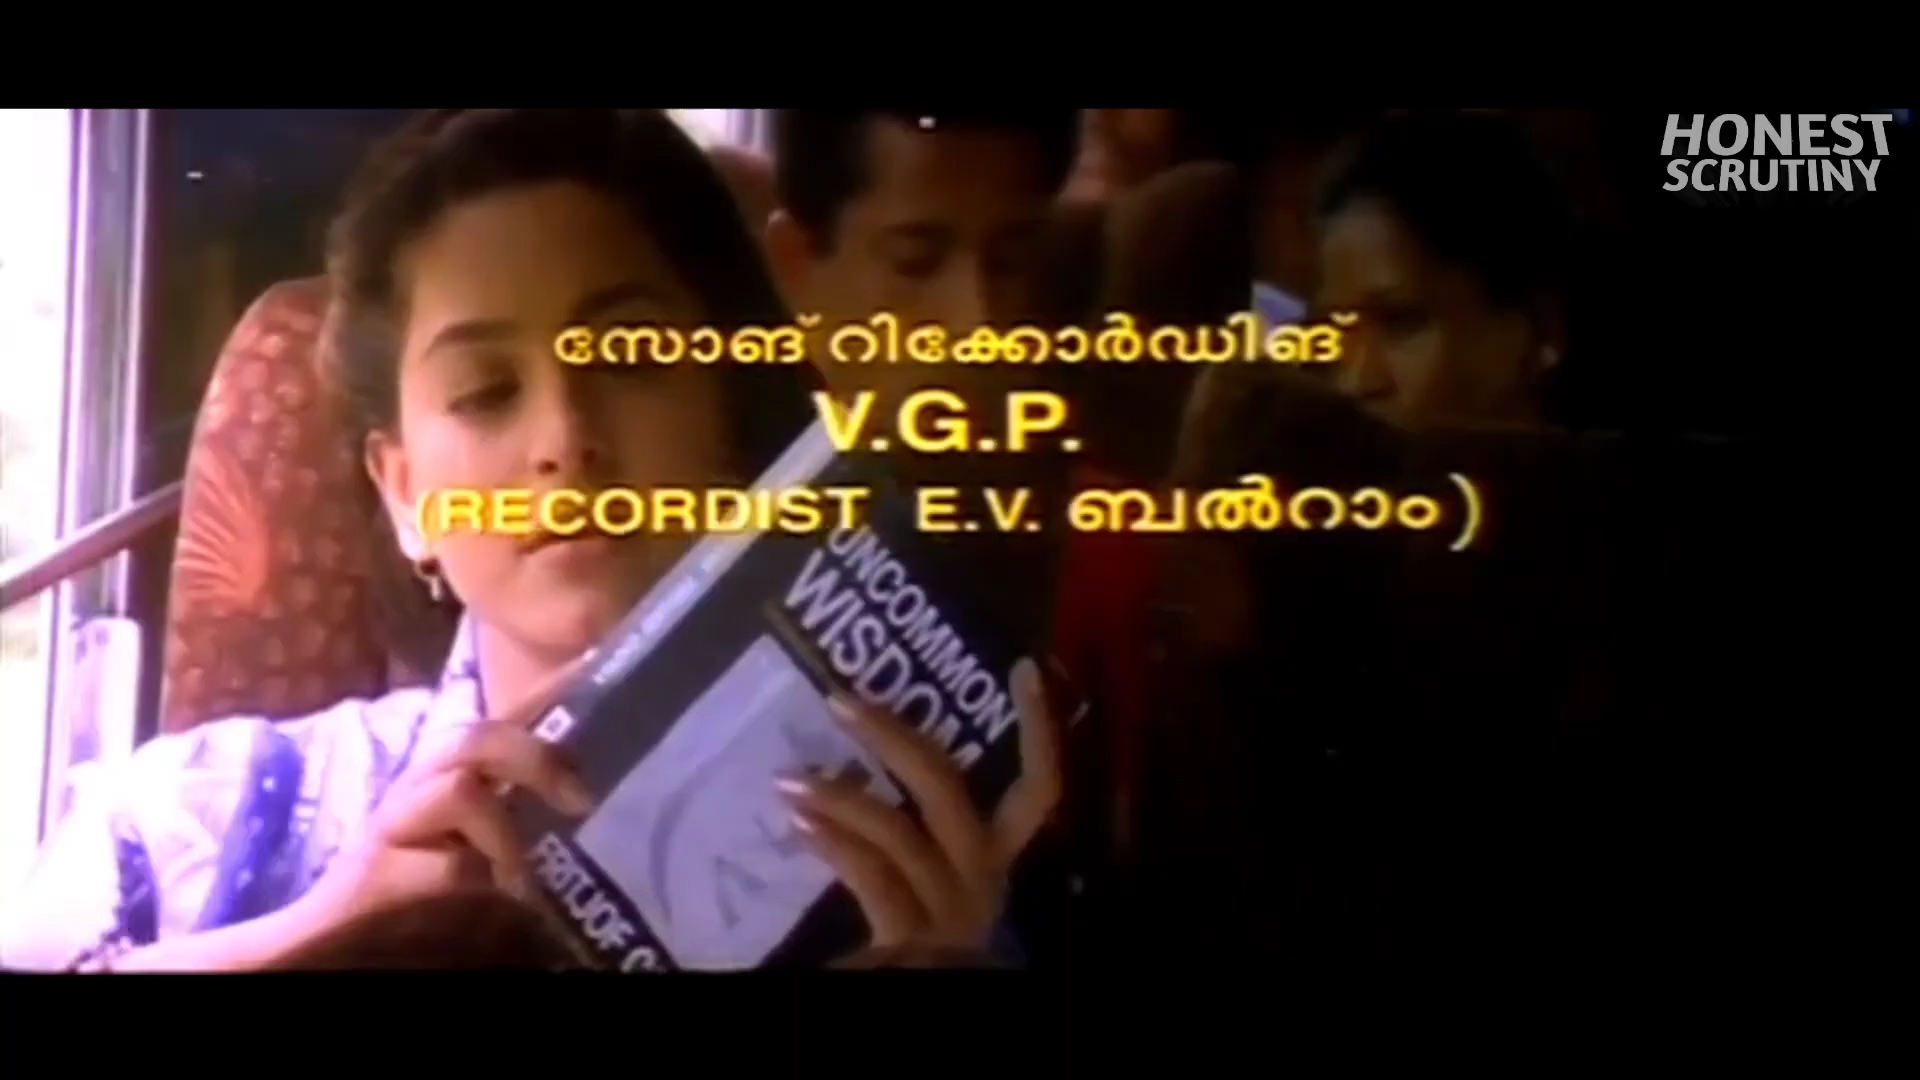 HONEST
SCRUTINY
സോങ് റിക്കോർഡിങ്
V.G.P.
(RECORDIST E.V. ബൽറാം)
UNCOMMON
WISDOM
FRITJOF